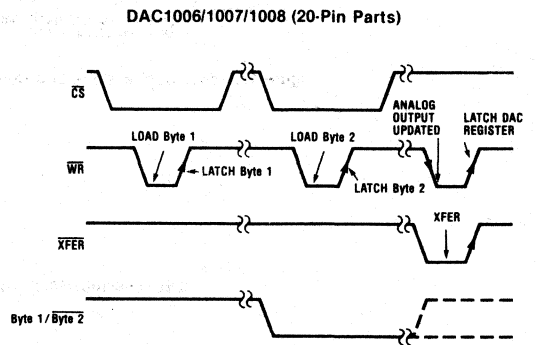 DAC1006/1007/1008 (20-Pin Parts)
CS
ANALOG
OUTPUT
UPDATED
LATCH DAC
REGISTER
LOAD Byte 1
LOAD Byte 2
WR
LATCH Byte 1
LATCH Byte 2
XFER
XFER
Byte 1/Byte 2